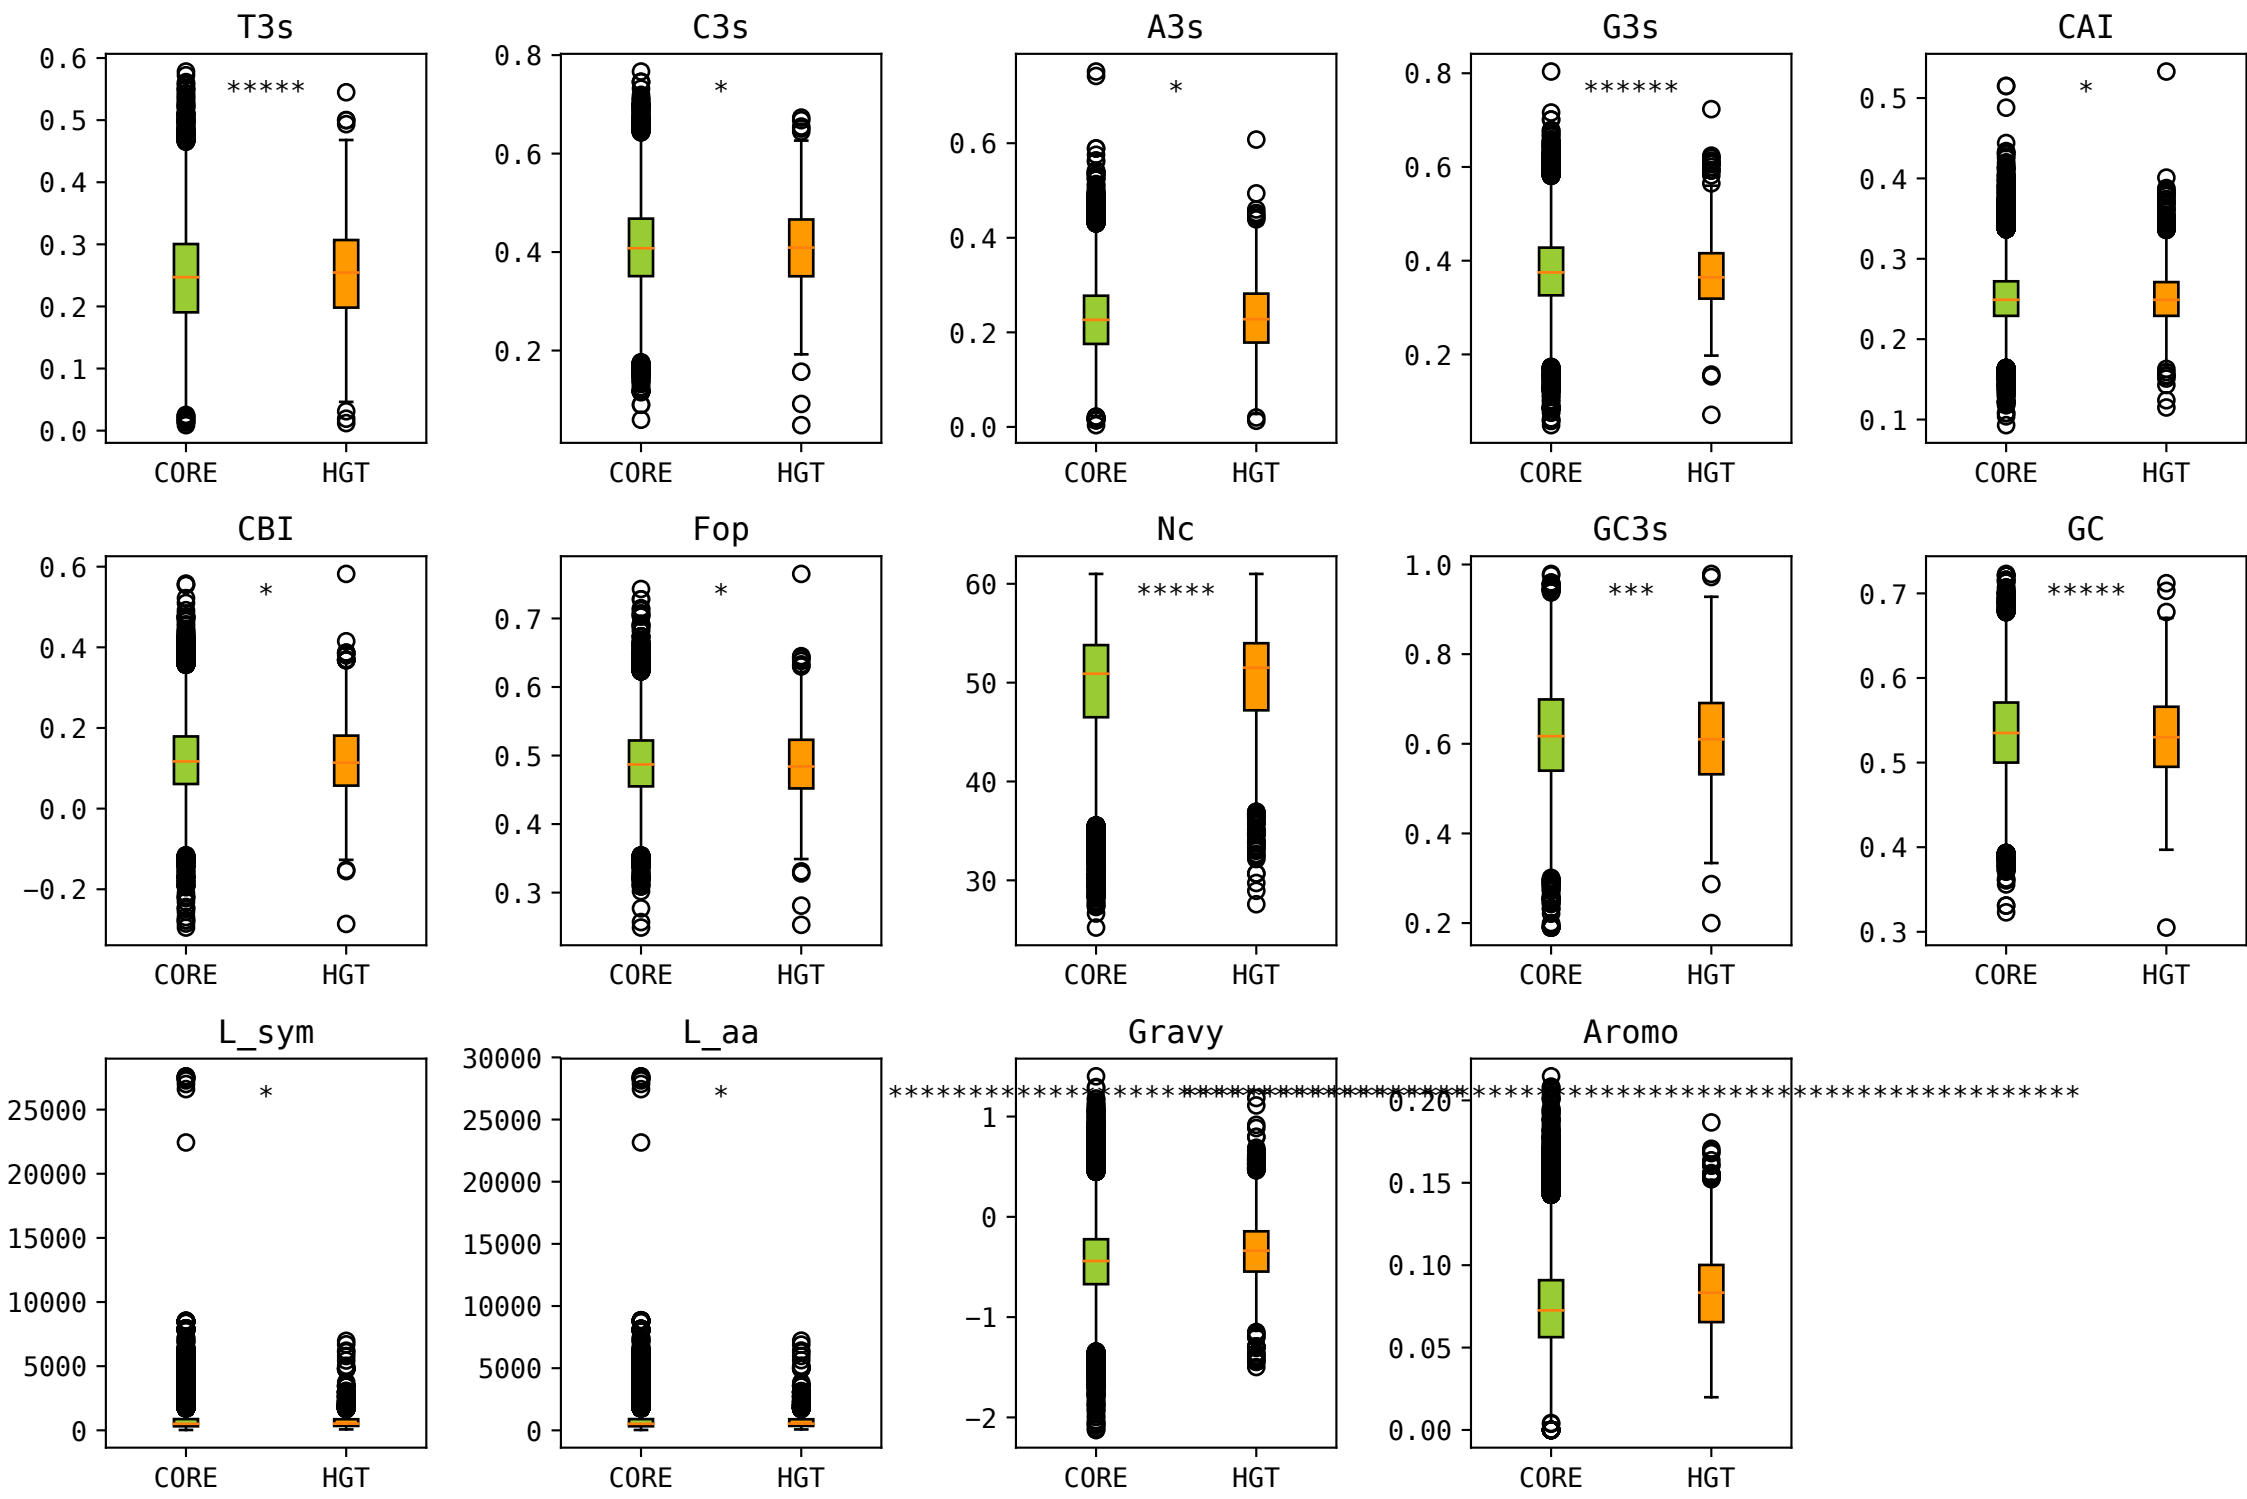 T3s
0.6
0.5
0.4
0.3
0.2
0.1
0.0
*****
CORE HGT
C3s
0.8
0.6
0.4
0.2
*
CORE HGT
A3s
0.6
0.4
0.2
0.0
*
CORE HGT
G3s
0.8
0.6
0.4
0.2
******
CORE HGT
CAI
0.5
0.4
0.3
0.2
0.1
*
CORE HGT
CBI
0.6
0.4
0.2
0.0
−0.2
*
CORE HGT
Fop
0.7
0.6
0.5
0.4
0.3
*
CORE HGT
Nc
60
50
40
30
*****
CORE HGT
GC3s
1.0
0.8
0.6
0.4
0.2
***
CORE HGT
GC
0.7
0.6
0.5
0.4
0.3
*****
CORE HGT
L_sym
25000
20000
15000
10000
5000
0
*
CORE HGT
L_aa
30000
25000
20000
15000
10000
5000
0
*
CORE HGT
Gravy
1
0
−1
−2
CORE HGT
Aromo
0.20
0.15
0.10
0.05
0.00
CORE HGT